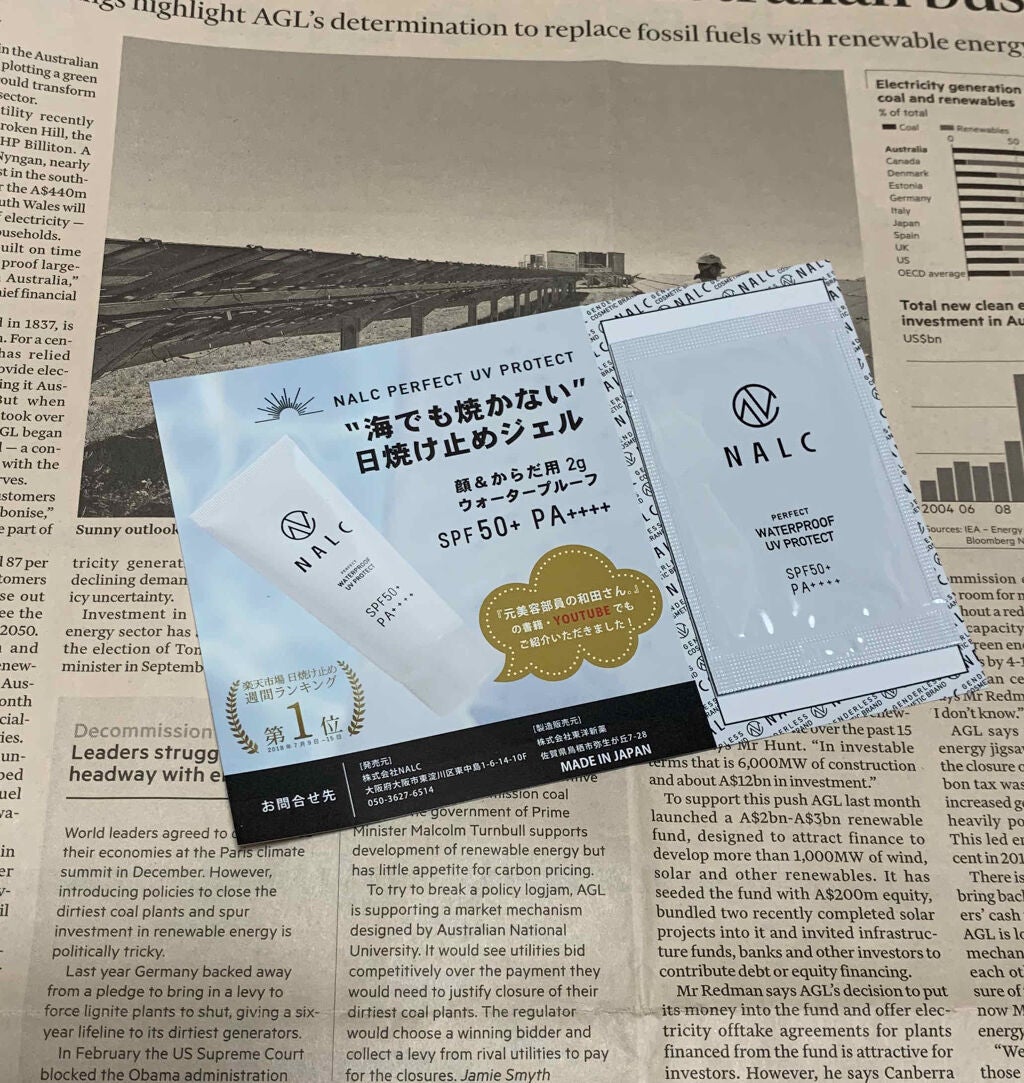 ngs highlight AGL's determination to replace fossil fuels with renewable energy
in the Australian
plotting a green
ould transform
sector.
tility recently
roken Hill, the
HP Billiton. A
Nyngan, nearly
st in the south-
r the A$440m
uth Wales will
f electricity —
ouseholds.
uilt on time
proof large-
Australia,"
ief financial
d in 1837, is
n. For a cen-
has relied
ovide elec-
ing it Aus-
But when
took over
GL began
d — a con-
with the
rves.
ustomers
bonise,"
e part of
Electricity generation
coal and renewables
% of total
Coal
Renewables
0
50
Australia
Canada
Denmark
Estonia
Germany
Italy
Japan
Spain
UK
US
OECD average
Total new clean e
investment in Au
US$bn
2004 06 08
Sources: IEA – Energy
Bloomberg N
NALC PERFECT UV PROTECT
"海でも焼かない"
日焼け止めジェル
顔&からだ用 2g
ウォータープルーフ
SPF50+ PA++++
NALC
PERFECT
WATERPROOF
UV PROTECT
SPF50+
PA++++
『元美容部員の和田さん。』
の書籍・YOUTUBEでも
ご紹介いただきました!
楽天市場 日焼け止め
週間ランキング
第1位
2018年7月9日~15日
お問合せ先
[発売元]
株式会社NALC
大阪府大阪市東淀川区東中島1-6-14-10F
050-3627-6514
[製造販売元]
株式会社東洋新薬
佐賀県鳥栖市弥生が丘7-28
MADE IN JAPAN
NALC
GENDERLESS
COSMETIC BRAND
NALC
PERFECT
WATERPROOF
UV PROTECT
SPF50+
PA++++
Sunny outlook
87 per
tomers
se out
ee the
2050.
and
enew-
Aus-
onth
cial-
ies.
un-
ped
uel
va-
in
er
y-
il
tricity generat
declining deman
icy uncertainty.
Investment in
energy sector has
the election of Ton
minister in Septemb
Decommission
Leaders strugg
headway with e
World leaders agreed to
their economies at the Paris climate
summit in December. However,
introducing policies to close the
dirtiest coal plants and spur
investment in renewable energy is
politically tricky.
Last year Germany backed away
from a pledge to bring in a levy to
force lignite plants to shut, giving a six-
year lifeline to its dirtiest generators.
In February the US Supreme Court
blocked the Obama administration
mission coal
government of Prime
Minister Malcolm Turnbull supports
development of renewable energy but
has little appetite for carbon pricing.
To try to break a policy logjam, AGL
is supporting a market mechanism
designed by Australian National
University. It would see utilities bid
competitively over the payment they
would need to justify closure of their
dirtiest coal plants. The regulator
would choose a winning bidder and
collect a levy from rival utilities to pay
for the closures. Jamie Smyth
over the past 15
Mr Hunt. "In investable
terms that is 6,000MW of construction
and about A$12bn in investment."
To support this push AGL last month
launched a A$2bn-A$3bn renewable
fund, designed to attract finance to
develop more than 1,000MW of wind,
solar and other renewables. It has
seeded the fund with A$200m equity,
bundled two recently completed solar
projects into it and invited infrastruc-
ture funds, banks and other investors to
contribute debt or equity financing.
Mr Redman says AGL's decision to put
its money into the fund and offer elec-
tricity offtake agreements for plants
financed from the fund is attractive for
investors. However, he says Canberra
mmission
room for m
hout a red
capacity
reen en
s by 4-1
an ce
Mr Redm
I don't know."
AGL says
energy jigsaw
the closure o
bon tax was
increased g
heavily po
This led e
cent in 201
There is
bring bac
ers' cash
AGL is lo
mechan
each ot
sure of
now M
energy
"We
those